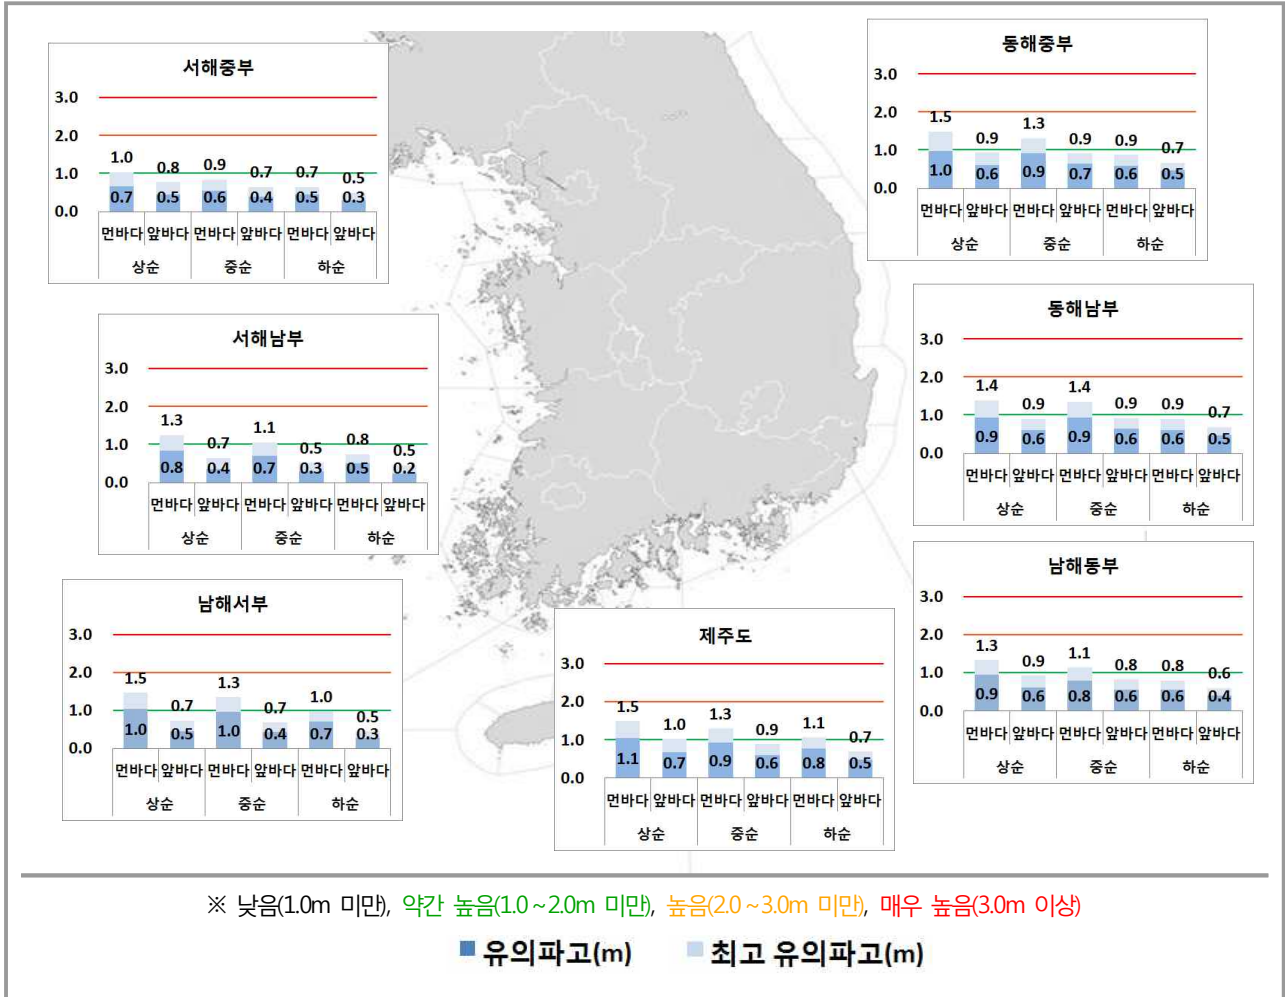 서해중부
3.0
2.0
1.0
0.0
1.0 0.8 0.9 0.7 0.7 0.5
0.7 0.5 0.6 0.4 0.5 0.3
먼바다 앞바다 먼바다 앞바다 먼바다 앞바다
상순 중순 하순
동해중부
3.0
2.0
1.0
0.0
1.5 0.9 1.3 0.9 0.9 0.7
1.0 0.6 0.9 0.7 0.6 0.5
먼바다 앞바다 먼바다 앞바다 먼바다 앞바다
상순 중순 하순
서해남부
3.0
2.0
1.0
0.0
1.3 0.7 1.1 0.5 0.8 0.5
0.8 0.4 0.7 0.3 0.5 0.2
먼바다 앞바다 먼바다 앞바다 먼바다 앞바다
상순 중순 하순
동해남부
3.0
2.0
1.0
0.0
1.4 0.9 1.4 0.9 0.9 0.7
0.9 0.6 0.9 0.6 0.6 0.5
먼바다 앞바다 먼바다 앞바다 먼바다 앞바다
상순 중순 하순
남해서부
3.0
2.0
1.0
0.0
1.5 0.7 1.3 0.7 1.0 0.5
1.0 0.5 1.0 0.4 0.7 0.3
먼바다 앞바다 먼바다 앞바다 먼바다 앞바다
상순 중순 하순
제주도
3.0
2.0
1.0
0.0
1.5 1.0 1.3 0.9 1.1 0.7
1.1 0.7 0.9 0.6 0.8 0.5
먼바다 앞바다 먼바다 앞바다 먼바다 앞바다
상순 중순 하순
남해동부
3.0
2.0
1.0
0.0
1.3 0.9 1.1 0.8 0.8 0.6
0.9 0.6 0.8 0.6 0.6 0.4
먼바다 앞바다 먼바다 앞바다 먼바다 앞바다
상순 중순 하순
※ 낮음(1.0m 미만), 약간 높음(1.0~2.0m 미만), 높음(2.0~3.0m 미만), 매우 높음(3.0m 이상)
유의파고(m) 최고 유의파고(m)